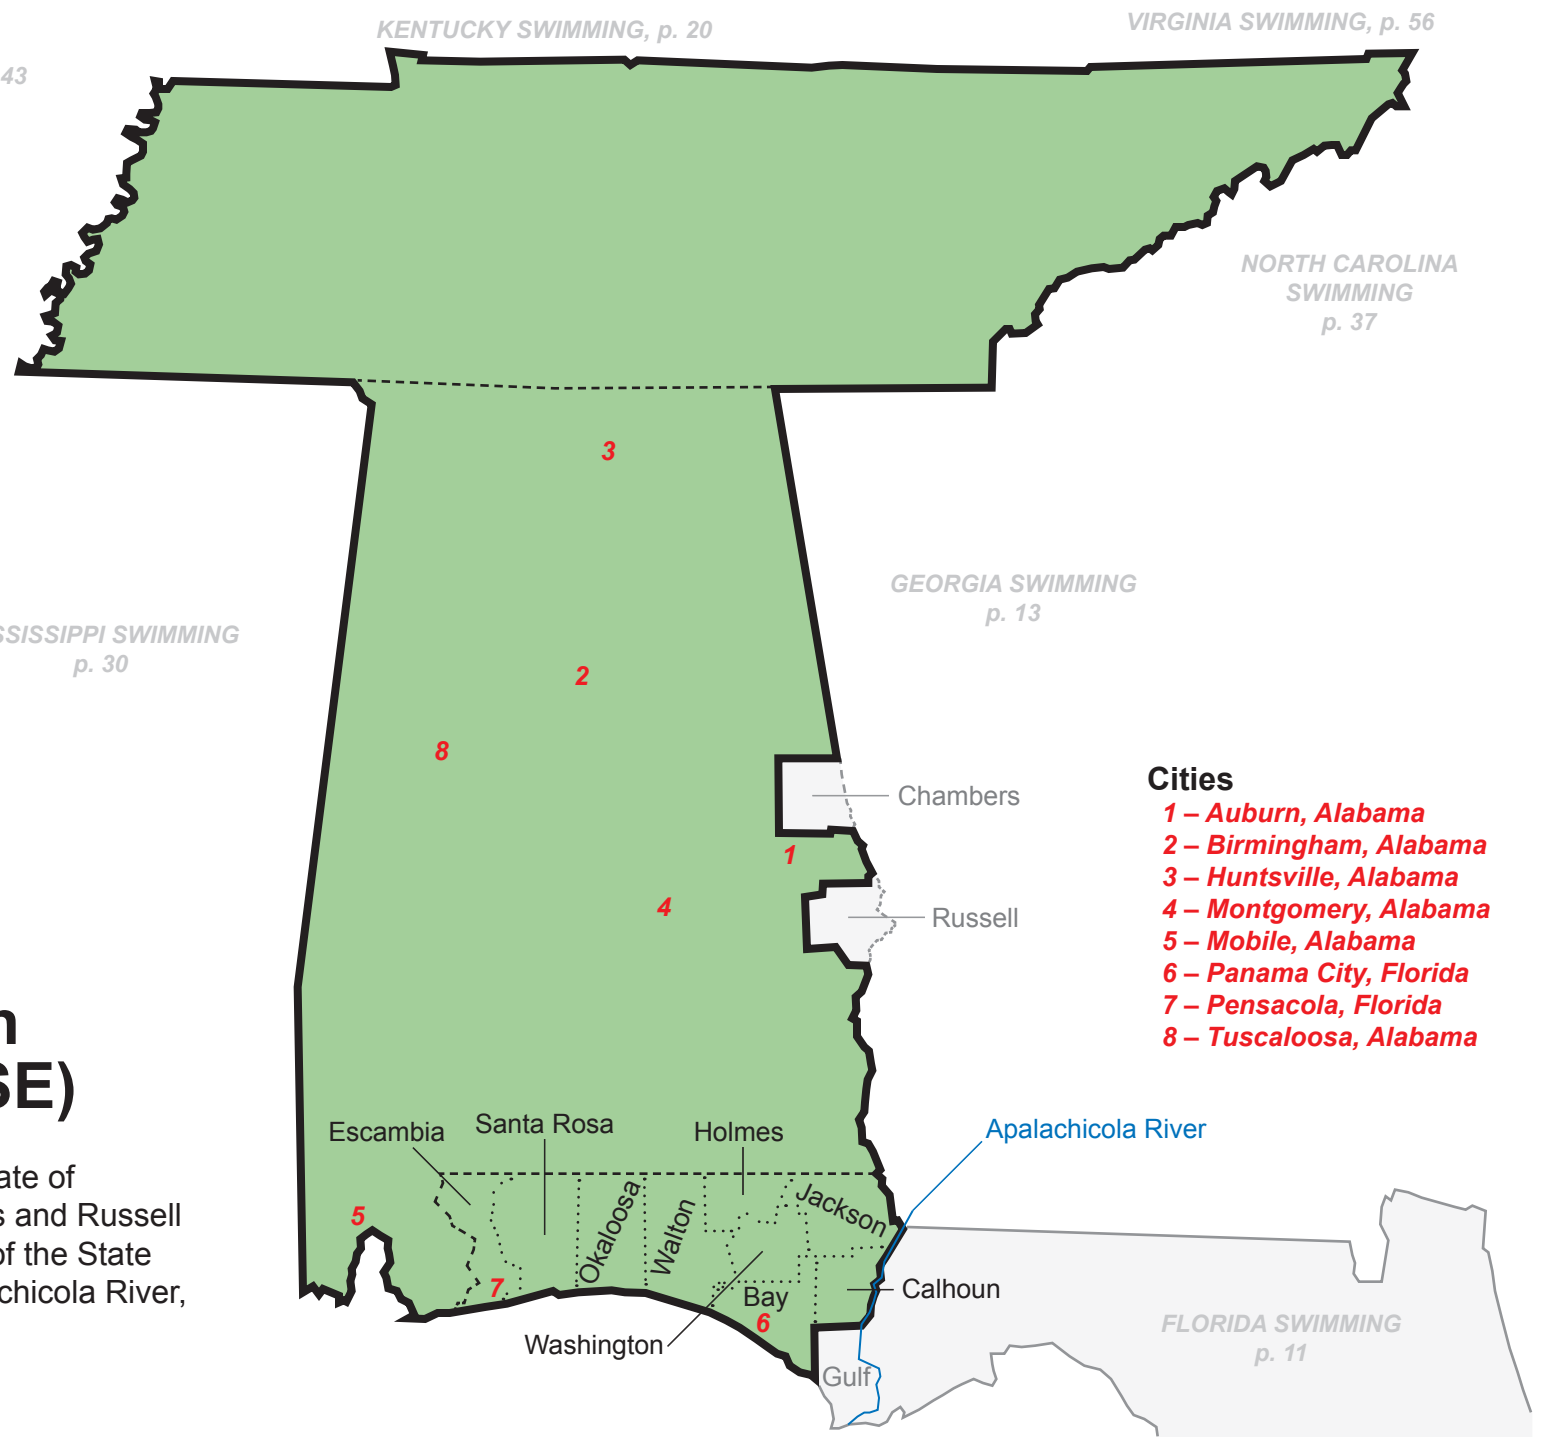 KENTUCKY SWIMMING, p. 20
VIRGINIA SWIMMING, p. 56
43
NORTH CAROLINA
SWIMMING
p. 37
3
GEORGIA SWIMMING
p. 13
SSISSIPPI SWIMMING
p. 30
2
8
Chambers
1
4
Russell
Cities
1 – Auburn, Alabama
2 – Birmingham, Alabama
3 – Huntsville, Alabama
4 – Montgomery, Alabama
5 – Mobile, Alabama
6 – Panama City, Florida
7 – Pensacola, Florida
8 – Tuscaloosa, Alabama
n
SE)
ate of
s and Russell
of the State
chicola River,
Escambia
Santa Rosa
Holmes
Apalachicola River
5
Okaloosa
Walton
Jackson
7
Bay
6
Calhoun
Washington
Gulf
FLORIDA SWIMMING
p. 11